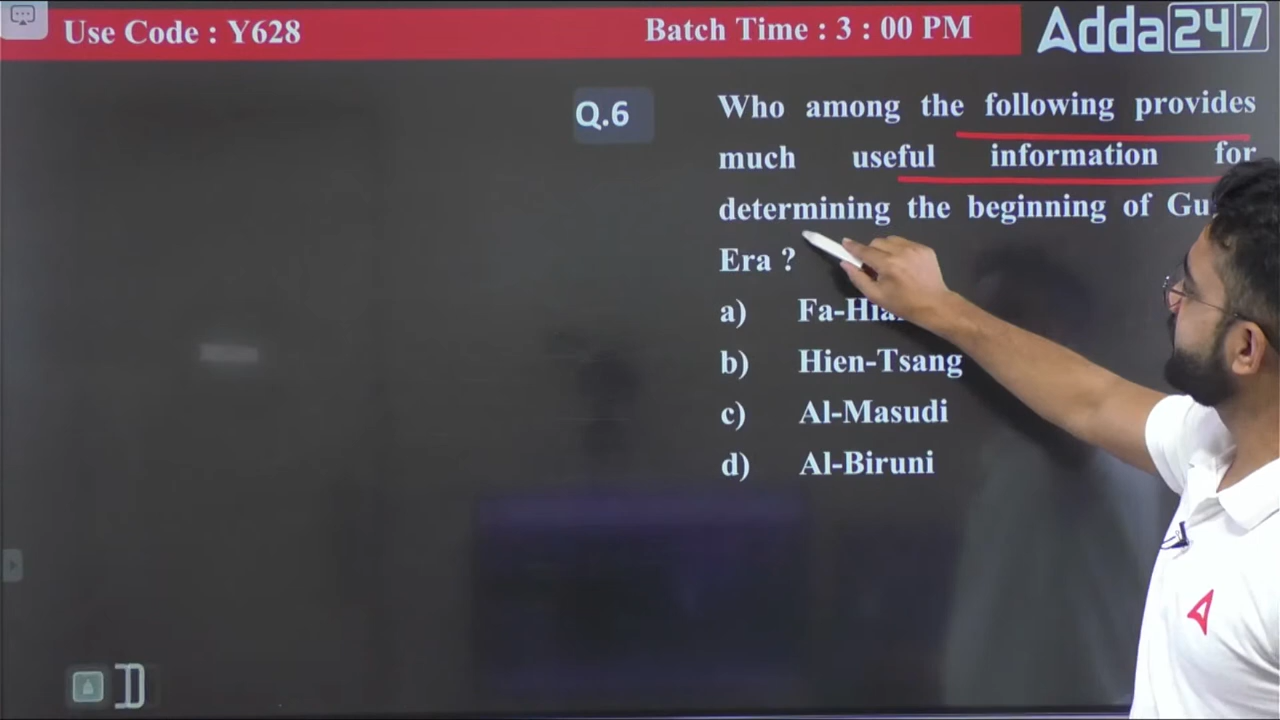 Use Code : Y628
Batch Time : 3 : 00 PM
Adda247
Q.6
Who among the following provides
much useful information for
determining the beginning of
Era ?
a)
b) Hien-Tsang
c) Al-Masudi
d) Al-Biruni